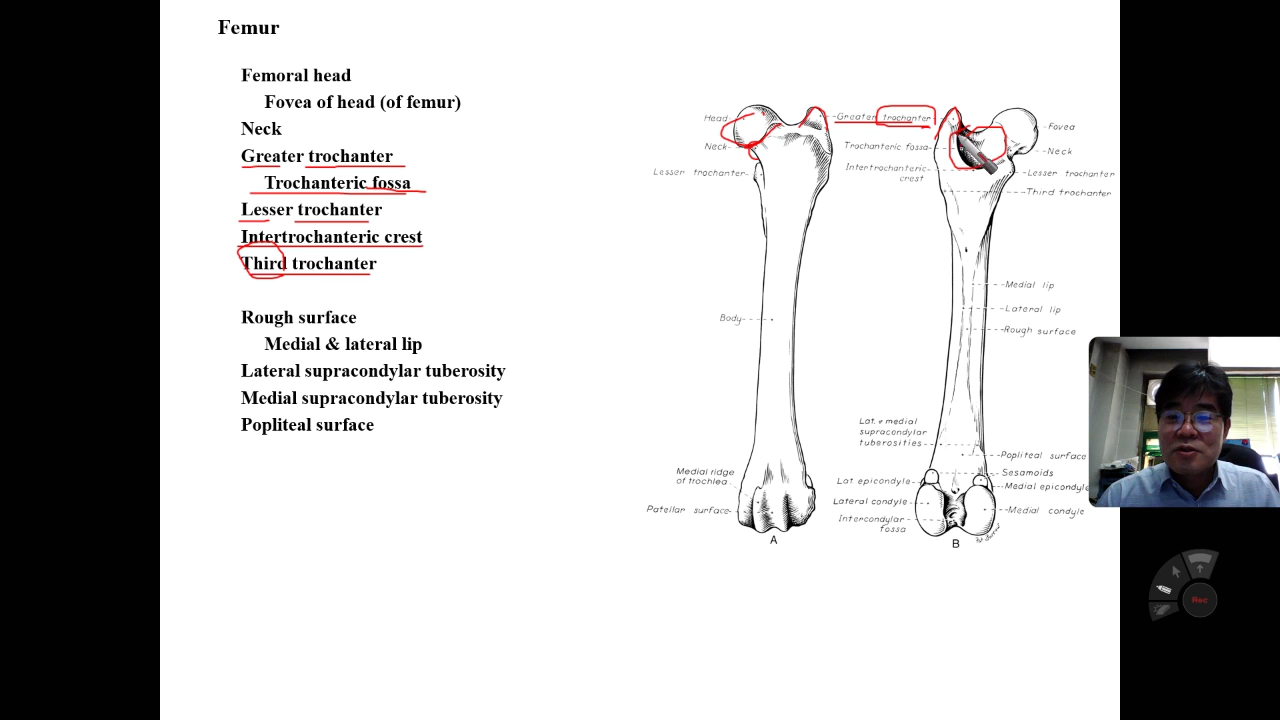 Femur
Femoral head
Fovea of head (of femur)
Neck
Greater trochanter
Trochanteric fossa
Lesser trochanter
Intertrochanteric crest
Third trochanter
Rough surface
Medial & lateral lip
Lateral supracondylar tuberosity
Medial supracondylar tuberosity
Popliteal surface
Head
Neck
Lesser trochanter
Body
Medial ridge
of trochlea
Patellar surface
A
Greater trochanter
Trochanteric fossa
Intertrochanteric
crest
Lat. & medial
supracondylar
tuberosities
Lat. epicondyle
Lateral condyle
Intercondylar
fossa
B
Fovea
Neck
Lesser trochanter
Third trochanter
Medial lip
Lateral lip
Rough surface
Popliteal surface
Sesamoids
Medial epicondyle
Medial condyle
Rec